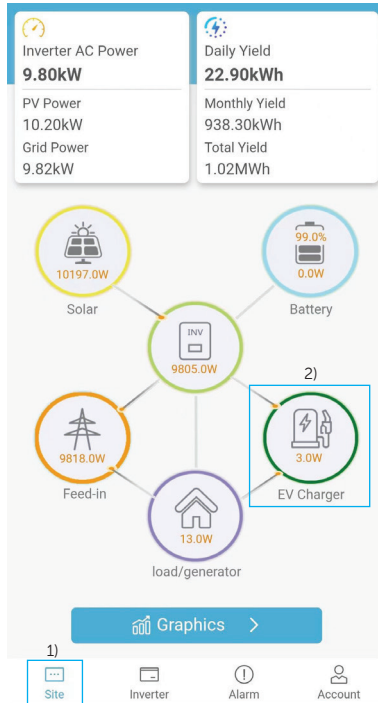 Inverter AC Power
9.80kW
PV Power
10.20kW
Grid Power
9.82kW
Daily Yield
22.90kWh
Monthly Yield
938.30kWh
Total Yield
1.02MWh
10197.0W
Solar
99.0%
0.0W
Battery
INV
9805.0W
2)
9818.0W
Feed-in
3.0W
EV Charger
13.0W
load/generator
Graphics >
1)
Site
Inverter
Alarm
Account